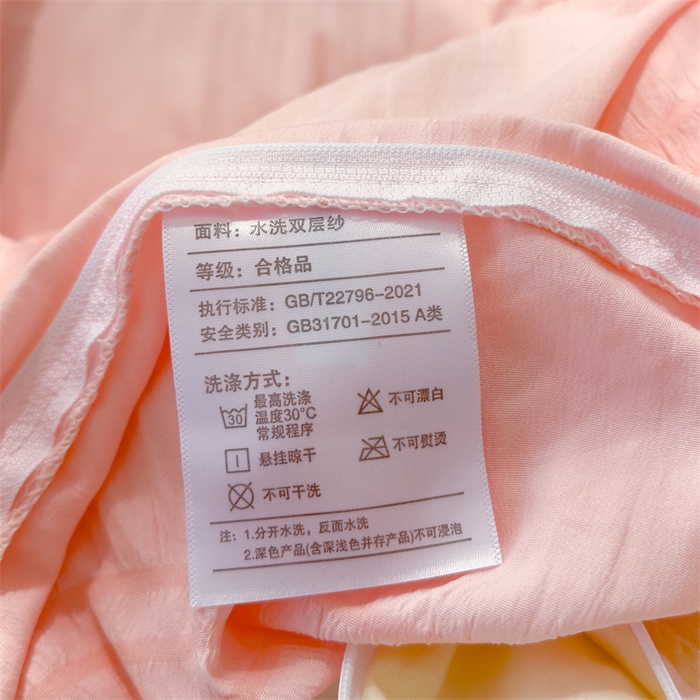 面料：水洗双层纱
等级：合格品
执行标准：GB/T22796-2021
安全类别：GB31701-2015 A类
洗涤方式：
30
最高洗涤
温度30°C
常规程序
不可漂白
悬挂晾干
不可熨烫
不可干洗
注：1.分开水洗，反面水洗
2.深色产品(含深浅色并存产品)不可浸泡